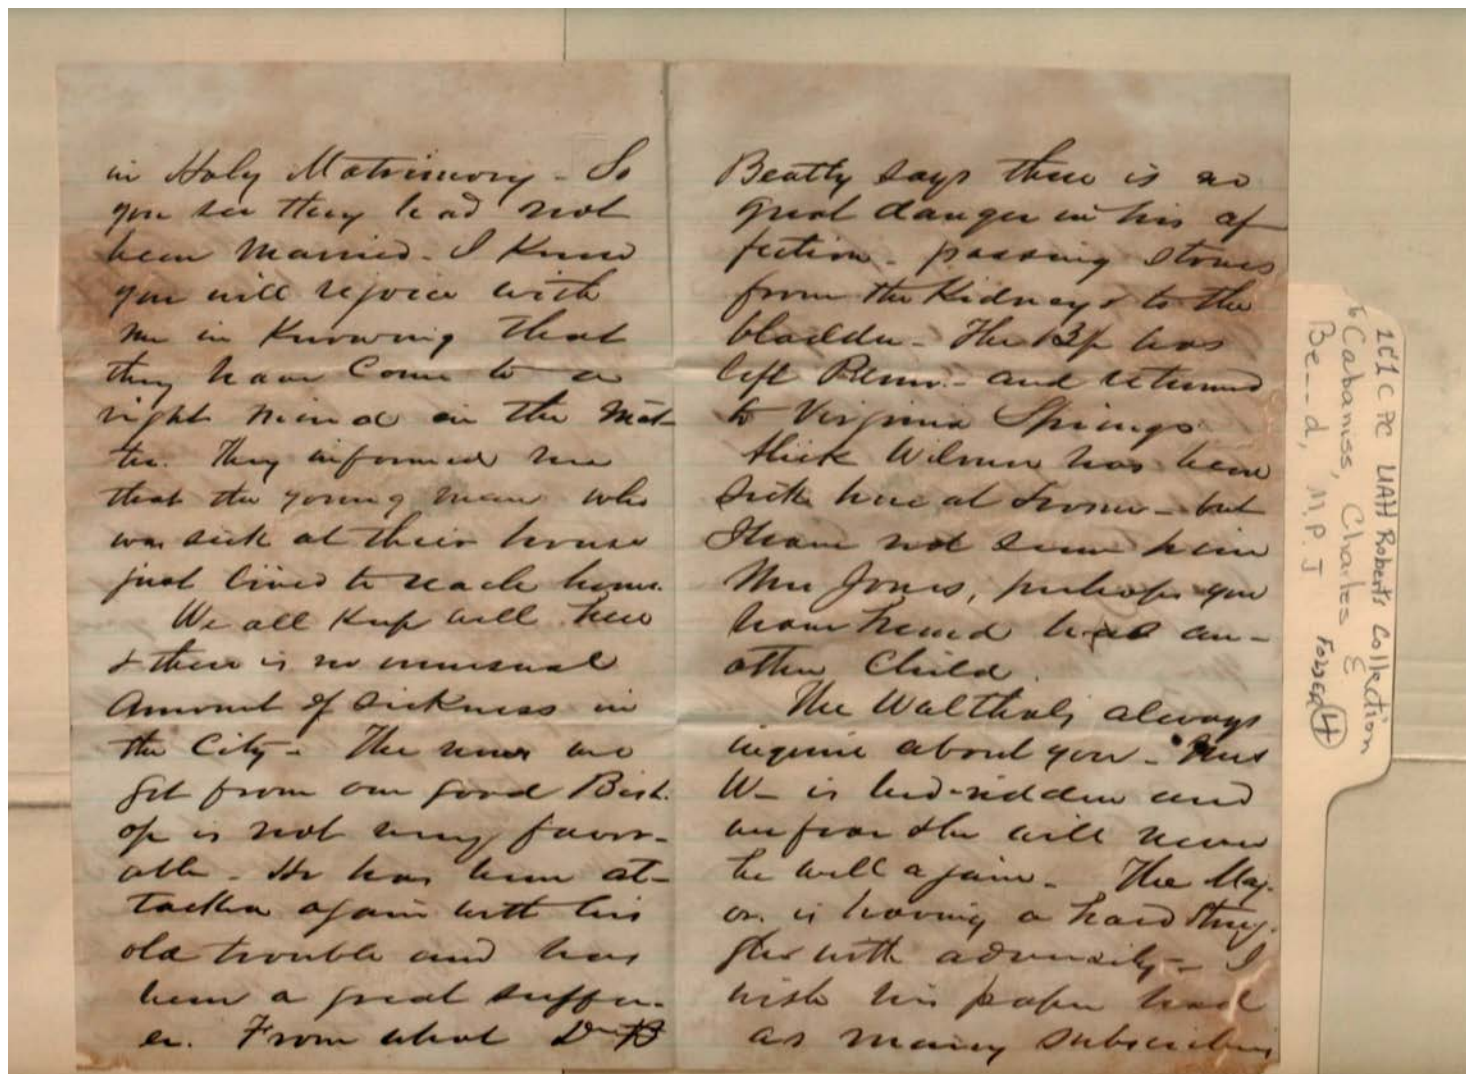 in Holy Matrimony - So
you see they had not
been Married - I know
you will rejoice with
me in knowing that
they have come to a
right mind in the Mat-
ter. They informed me
that the young man who
was sick at their house
just lived to reach home.
We all keep well here
& there is no unusual
Amount of sickness in
the City - The news we
get from our good Bish-
op is not very favor-
able - He has been at-
tacked again with his
old trouble and has
been a great suffer-
er. From what Dr B
Beatty says there is no
great danger in his af
fection - passing stones
from the Kidneys to the
bladder - The Bp has
left - and returned
to Virginia Springs
Wilmer has been
sick here at home - but
I have not seen him
Mrs Jones, perhaps you
have heard has an-
other Child.
The Walthals always
inquire about you - Mrs
W- is bed-ridden and
we fear she will never
be well again - The Maj-
or is having a hard strug-
gle with adversity - I
wish his paper had
as many subscribers
1C1C PC UAH Roberts Collection
to Cabaniss, Charles E
Be--d, M.P.J
Folder 4